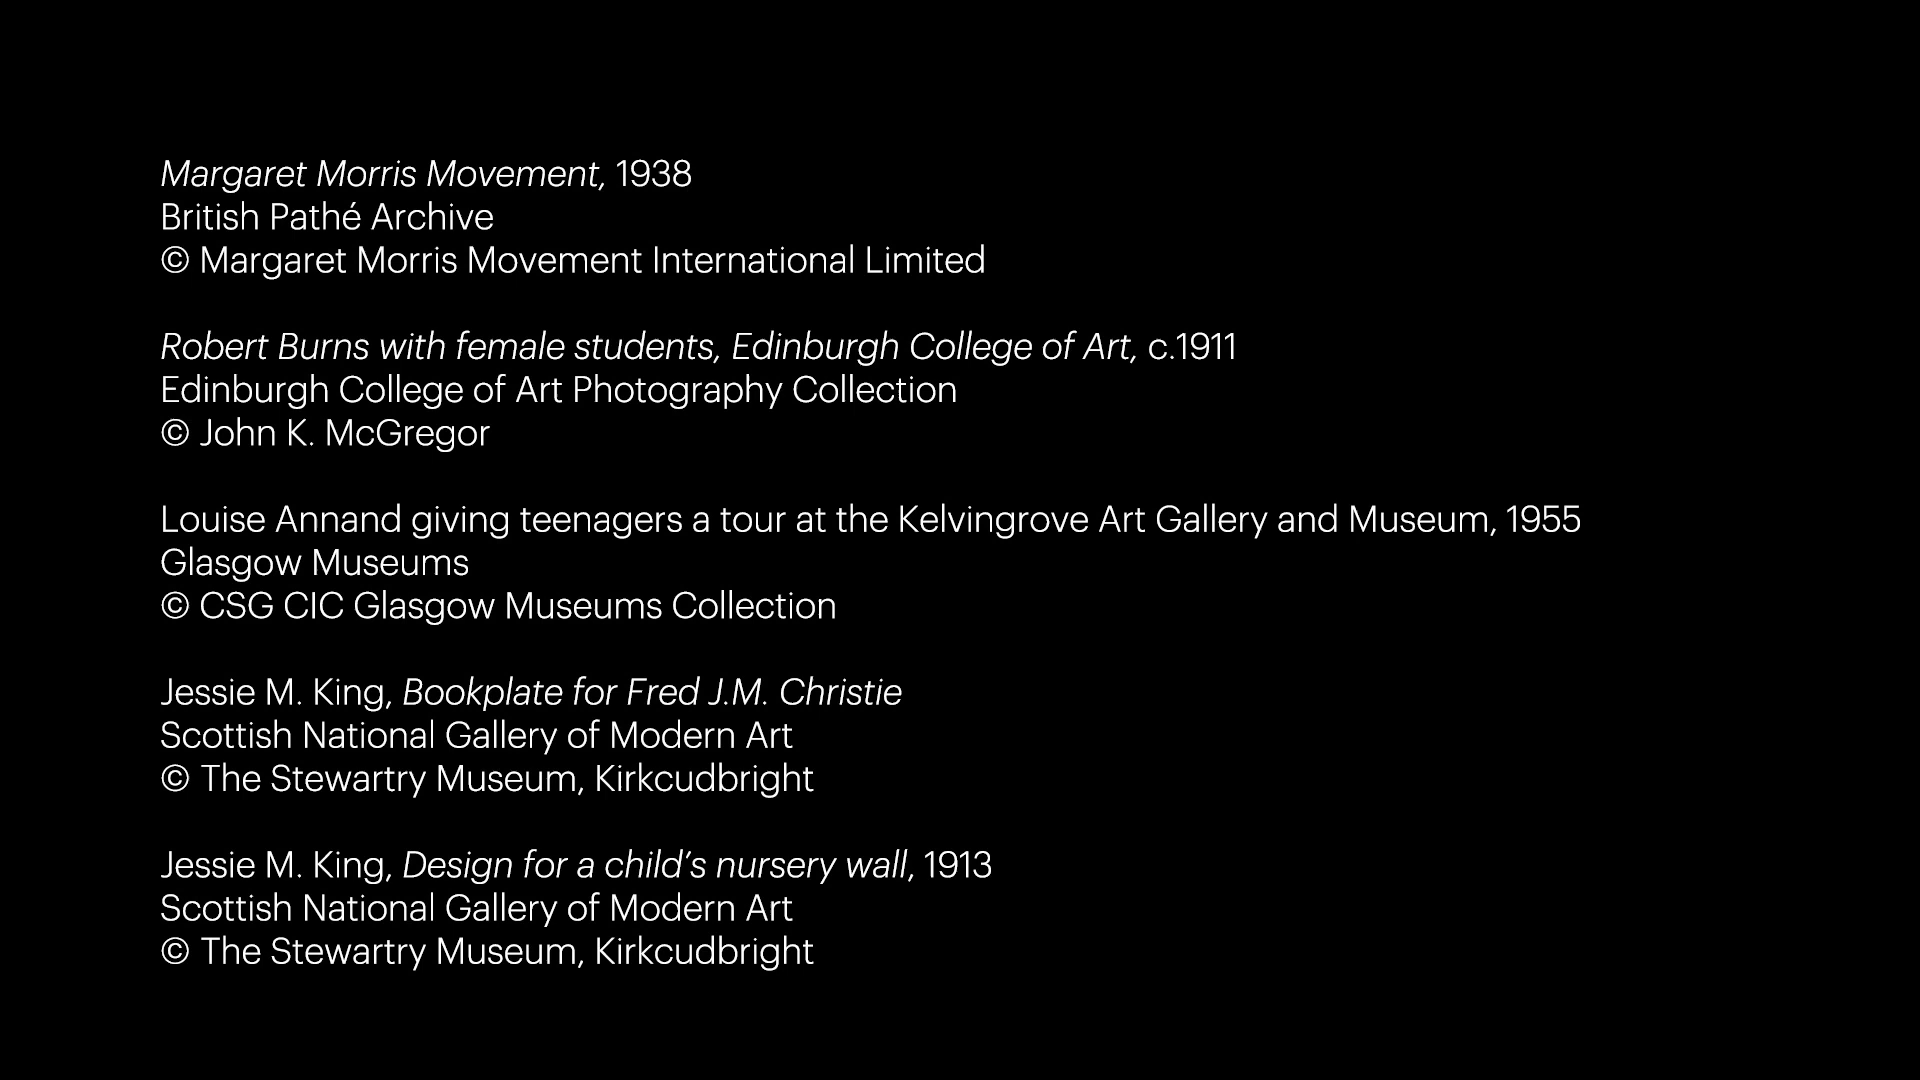 Margaret Morris Movement, 1938
British Pathé Archive
© Margaret Morris Movement International Limited
Robert Burns with female students, Edinburgh College of Art, c.1911
Edinburgh College of Art Photography Collection
© John K. McGregor
Louise Annand giving teenagers a tour at the Kelvingrove Art Gallery and Museum, 1955
Glasgow Museums
© CSG CIC Glasgow Museums Collection
Jessie M. King, Bookplate for Fred J.M. Christie
Scottish National Gallery of Modern Art
© The Stewartry Museum, Kirkcudbright
Jessie M. King, Design for a child’s nursery wall, 1913
Scottish National Gallery of Modern Art
© The Stewartry Museum, Kirkcudbright